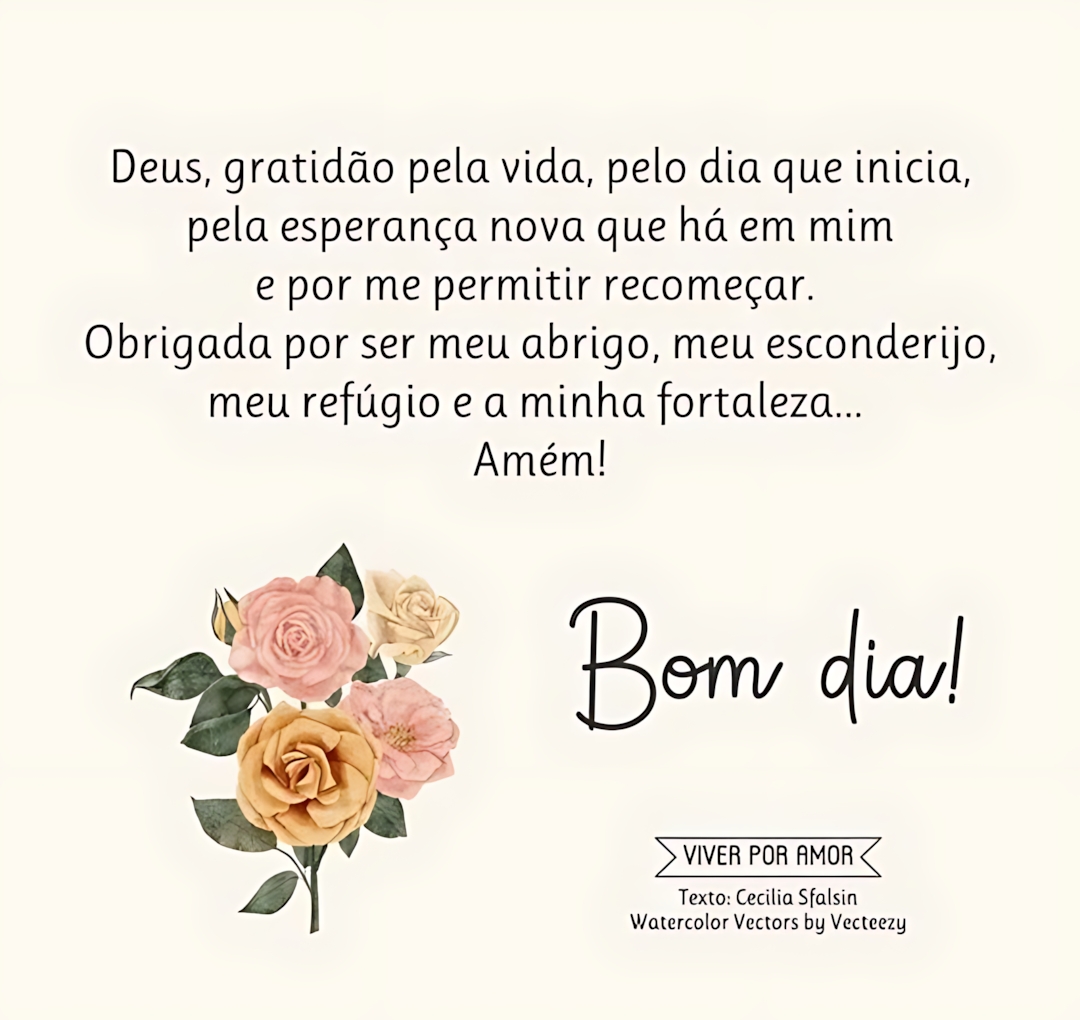 Deus, gratidão pela vida, pelo dia que inicia,
pela esperança nova que há em mim
e por me permitir recomeçar.
Obrigada por ser meu abrigo, meu esconderijo,
meu refúgio e a minha fortaleza...
Amém!
Bom dia!
VIVER POR AMOR
Texto: Cecilia Sfalsin
Watercolor Vectors by Vecteezy